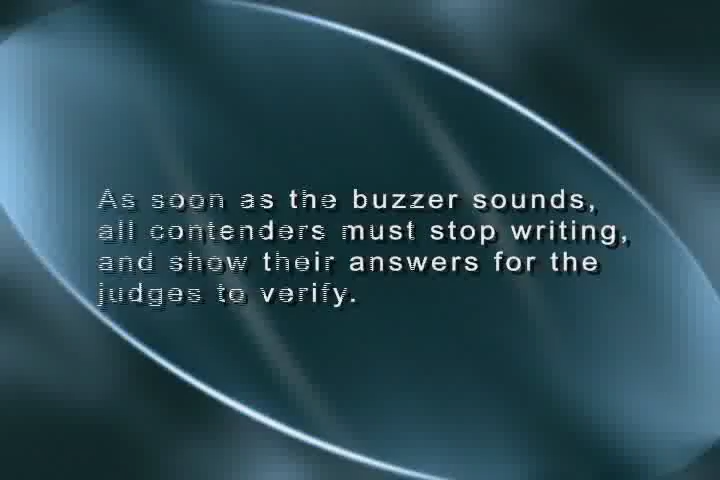 As soon as the buzzer sounds,
all contenders must stop writing,
and show their answers for the
judges to verify.